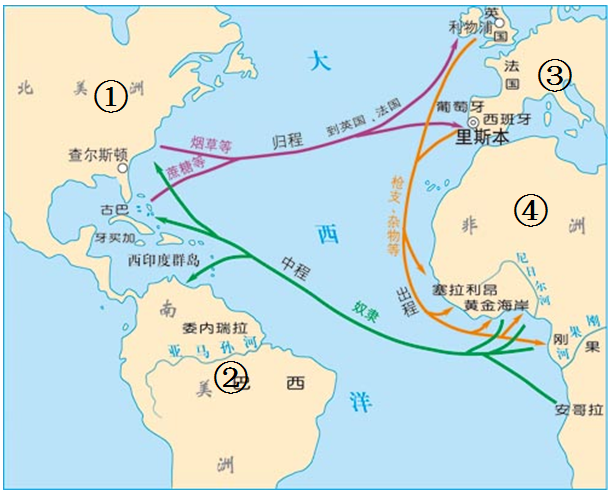 大
西
洋
北 美 洲
①
英国
利物浦
法国
③
葡萄牙
西班牙
里斯本
烟草等
归程
到英国、法国
蔗糖等
查尔斯顿
古巴
牙买加
西印度群岛
枪支、杂物等
出程
非 洲
④
尼日尔河
塞拉利昂
黄金海岸
中程
奴隶
刚果
刚果河
安哥拉
南
美
洲
委内瑞拉
亚马孙河
②
巴西